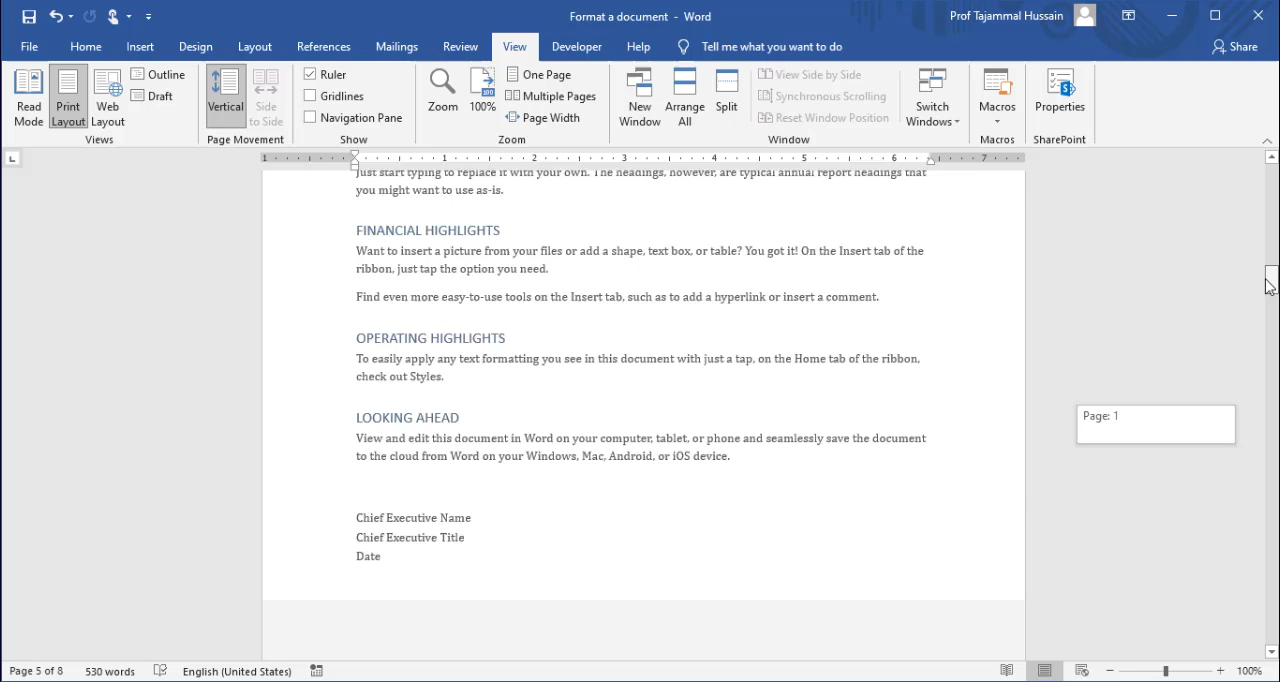 Format a document - Word
Prof Tajammal Hussain
File Home Insert Design Layout References Mailings Review View Developer Help Tell me what you want to do Share
Read Mode
Print Layout
Web Layout
Outline
Draft
Views
Vertical
Side to Side
Page Movement
Ruler
Gridlines
Navigation Pane
Show
Zoom
100%
One Page
Multiple Pages
Page Width
Zoom
New Window
Arrange All
Split
View Side by Side
Synchronous Scrolling
Reset Window Position
Window
Switch Windows
Macros
Macros
Properties
SharePoint
1 1 2 3 4 5 6 7
Just start typing to replace it with your own. The headings, however, are typical annual report headings that
you might want to use as-is.
FINANCIAL HIGHLIGHTS
Want to insert a picture from your files or add a shape, text box, or table? You got it! On the Insert tab of the
ribbon, just tap the option you need.
Find even more easy-to-use tools on the Insert tab, such as to add a hyperlink or insert a comment.
OPERATING HIGHLIGHTS
To easily apply any text formatting you see in this document with just a tap, on the Home tab of the ribbon,
check out Styles.
LOOKING AHEAD
View and edit this document in Word on your computer, tablet, or phone and seamlessly save the document
to the cloud from Word on your Windows, Mac, Android, or iOS device.
Page: 1
Chief Executive Name
Chief Executive Title
Date
Page 5 of 8 530 words English (United States) 100%